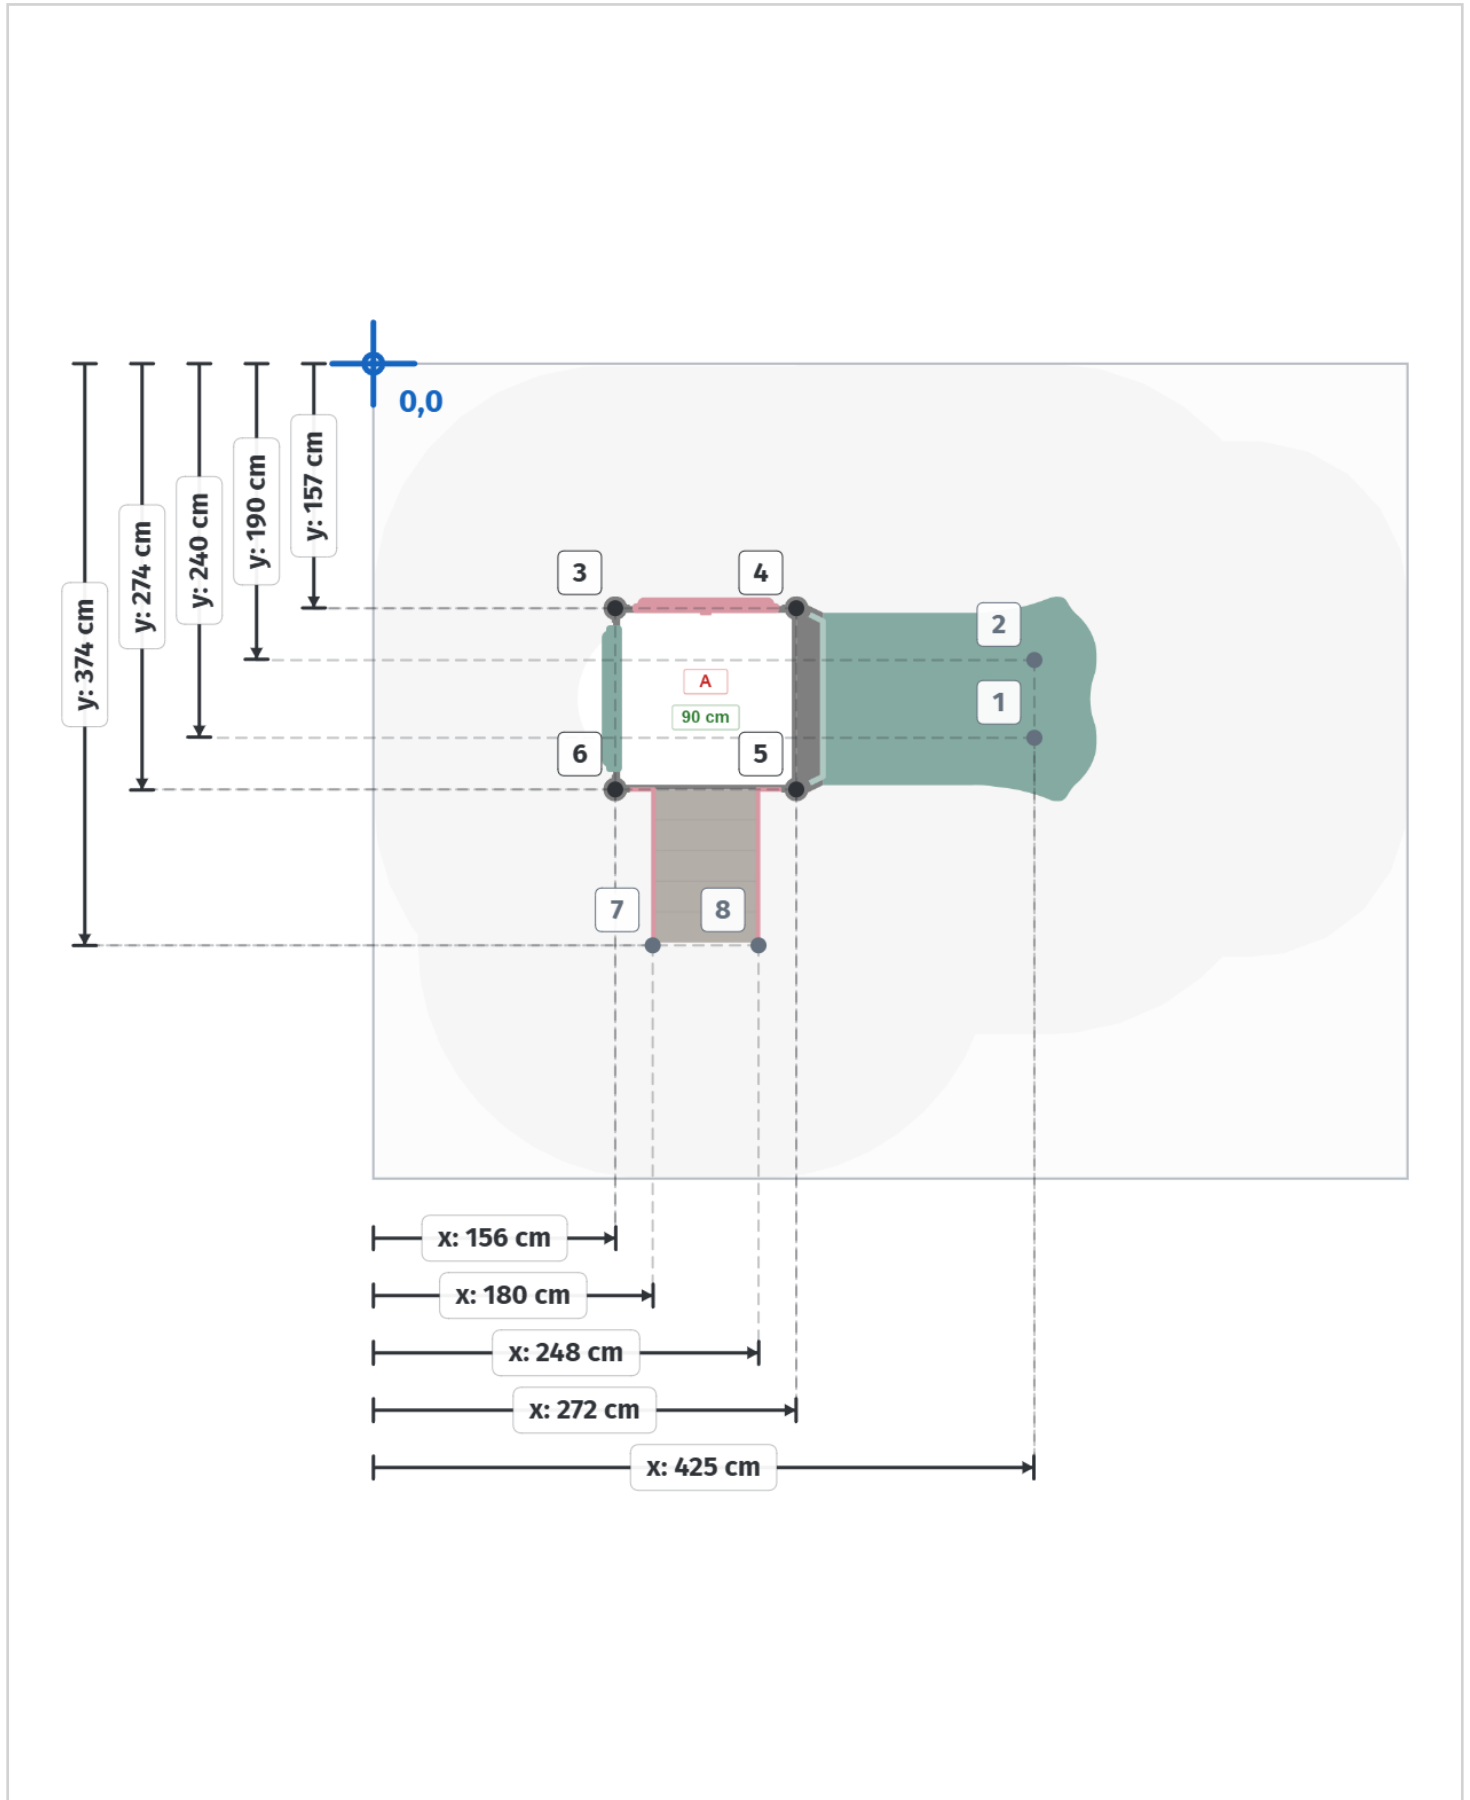 0,0
y: 157 cm
y: 190 cm
y: 240 cm
y: 274 cm
y: 374 cm
3
4
2
A
1
90 cm
6
5
7
8
x: 156 cm
x: 180 cm
x: 248 cm
x: 272 cm
x: 425 cm